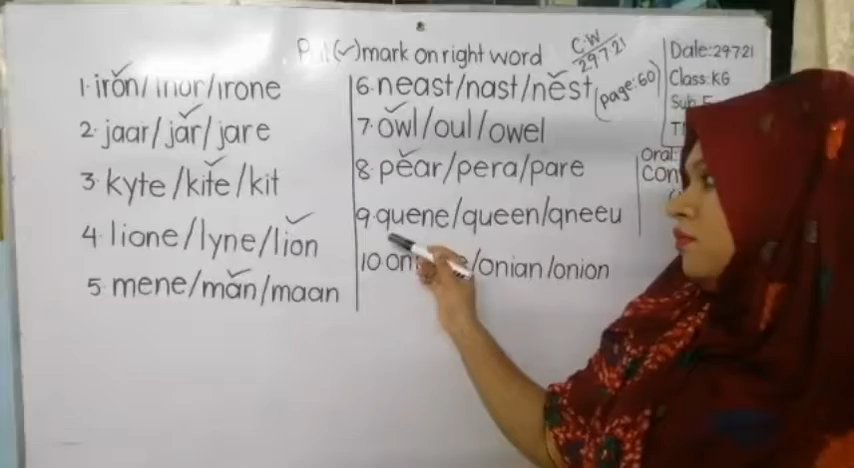 Put (✓) mark on right word
C.W
29.7.21
Date: 29.7.21
Class: KG
(page: 60)
Oral:
1. iron/inor/irone
2. jaar/jar/jare
3. kyte/kite/kit
4. lione/lyne/lion
5. mene/man/maan
6. neast/nast/nest
7. owl/oul/owel
8. pear/pera/pare
9. quene/queen/qneeu
10 /onian/onion